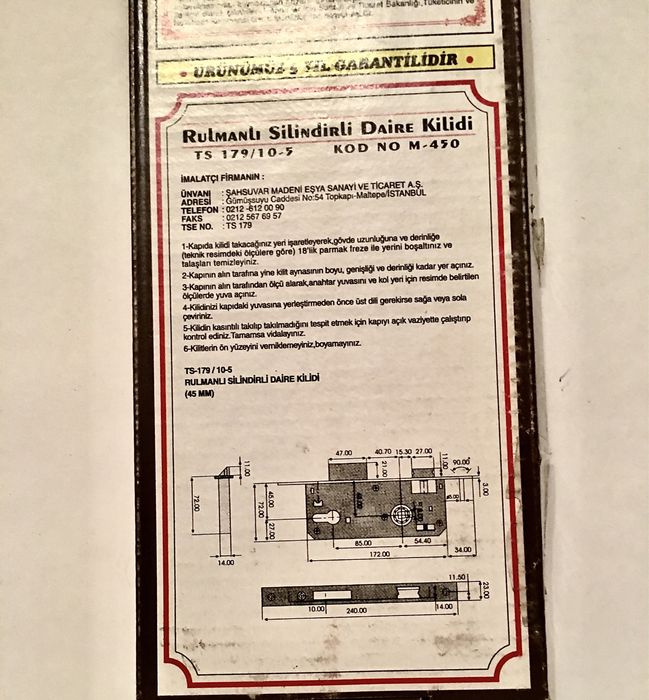 Ticaret Bakanlığı, Tüketicinin ve
• ÜRÜNÜMÜZ 5 YIL GARANTİLİDİR •
Rulmanlı Silindirli Daire Kilidi
TS 179/10-5 KOD NO M-450
İMALATÇI FİRMANIN :
ÜNVANI : ŞAHSUVAR MADENİ EŞYA SANAYİ VE TİCARET A.Ş.
ADRESİ : Gümüşsuyu Caddesi No:54 Topkapı-Maltepe/İSTANBUL
TELEFON : 0212 -612 00 90
FAKS : 0212 567 69 57
TSE NO. : TS 179
1-Kapıda kilidi takacağınız yeri işaretleyerek,gövde uzunluğuna ve derinliğe
(teknik resimdeki ölçülere göre) 18'lik parmak freze ile yerini boşaltınız ve
talaşları temizleyiniz.
2-Kapının alın tarafına yine kilit aynasının boyu, genişliği ve derinliği kadar yer açınız.
3-Kapının alın tarafından ölçü alarak,anahtar yuvasını ve kol yeri için resimde belirtilen
ölçülerde yuva açınız.
4-Kilidinizi kapıdaki yuvasına yerleştirmeden önce üst dili gerekirse sağa veya sola
çeviriniz.
5-Kilidin kasıntılı takılıp takılmadığını tespit etmek için kapıyı açık vaziyette çalıştırıp
kontrol ediniz.Tamamsa vidalayınız.
6-Kilitlerin ön yüzeyini verniklemeyiniz,boyamayınız.
TS-179 / 10-5
RULMANLI SİLİNDİRLİ DAİRE KİLİDİ
(45 MM)
47.00 40.70 15.30 27.00
11.00 21.00 11.00 90.00°
72.00 72.00 45.00 27.00 3.00
85.00 54.40
14.00 172.00 34.00
11.50 23.00
10.00 240.00 14.00